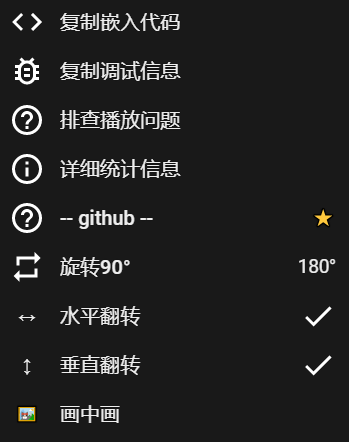 复制嵌入代码
复制调试信息
排查播放问题
详细统计信息
-- github --
旋转90° 180°
水平翻转
垂直翻转
画中画